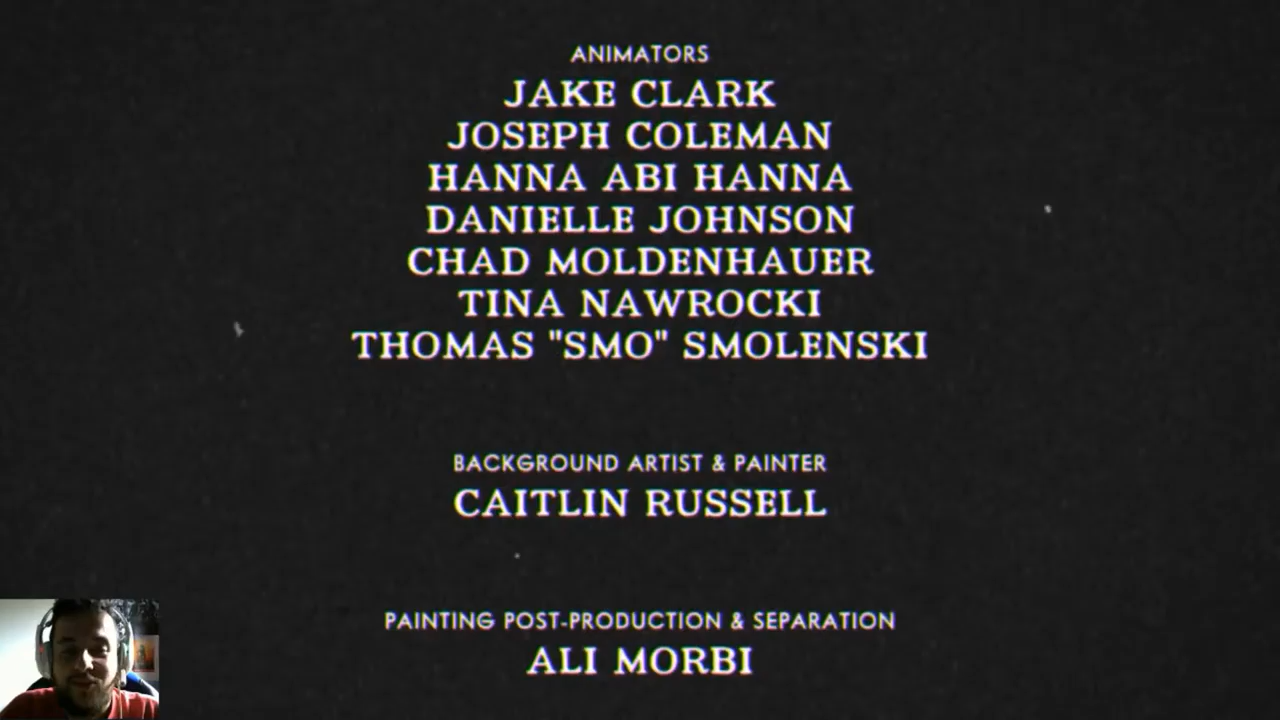 ANIMATORS
JAKE CLARK
JOSEPH COLEMAN
HANNA ABI HANNA
DANIELLE JOHNSON
CHAD MOLDENHAUER
TINA NAWROCKI
THOMAS "SMO" SMOLENSKI
BACKGROUND ARTIST & PAINTER
CAITLIN RUSSELL
PAINTING POST-PRODUCTION & SEPARATION
ALI MORBI